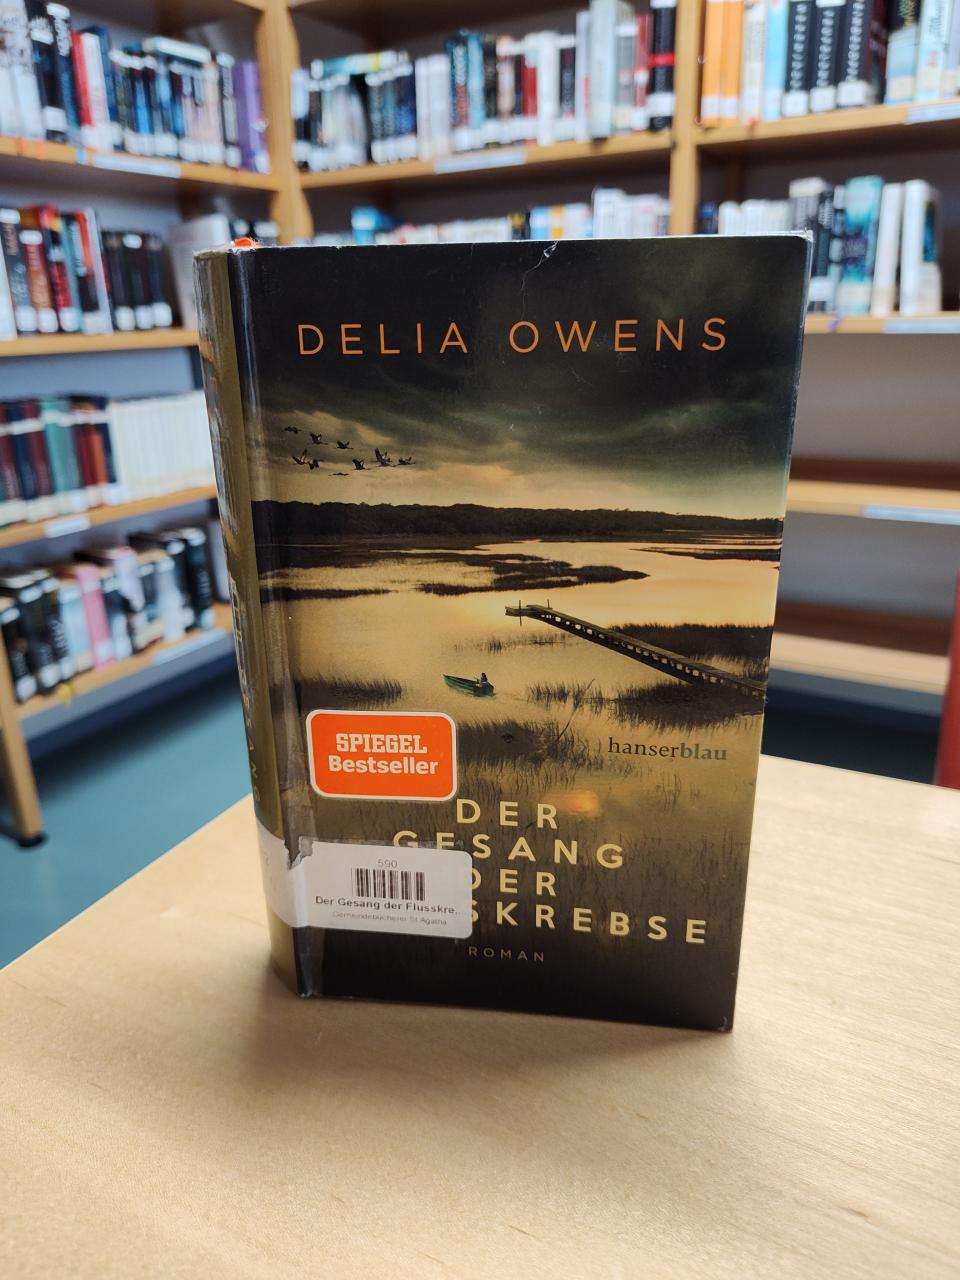 DELIA OWENS
SPIEGEL
Bestseller
hanserblau
DER
GESANG
DER
SKREBSE
ROMAN
590
Der Gesang der Flusskre..
Gemeindebücherei St.Agatha